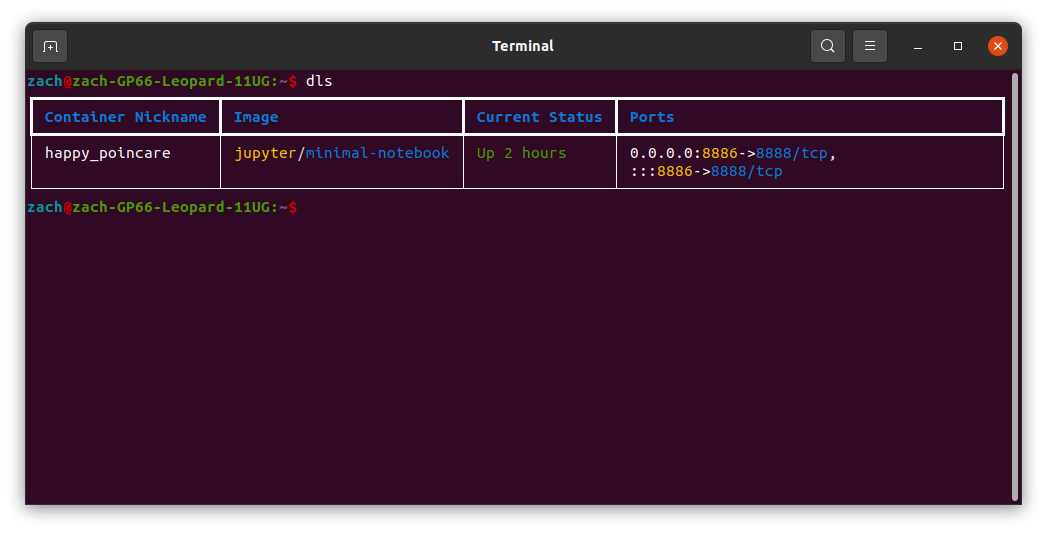 Terminal
zach@zach-GP66-Leopard-11UG:~$ dls
Container Nickname Image Current Status Ports
happy_poincare jupyter/minimal-notebook Up 2 hours 0.0.0.0:8886->8888/tcp,
:::8886->8888/tcp
zach@zach-GP66-Leopard-11UG:~$